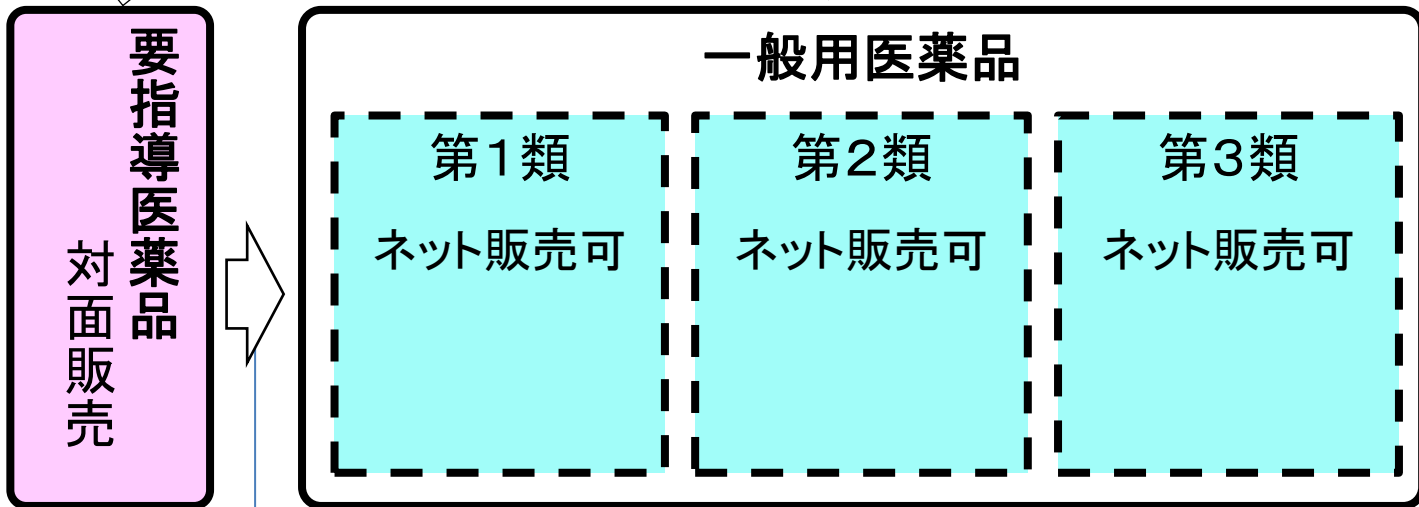 要指導医薬品
対面販売
一般用医薬品
第１類
ネット販売可
第２類
ネット販売可
第３類
ネット販売可